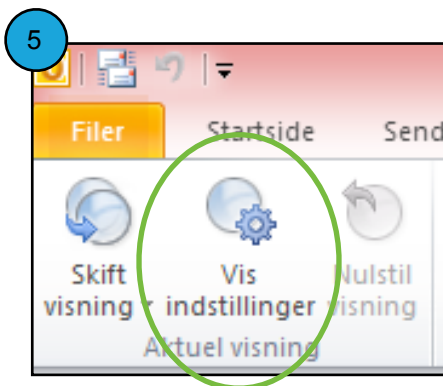 5
Filer Startside Send
Skift Vis Nulstil
visning indstillinger visning
Aktuel visning